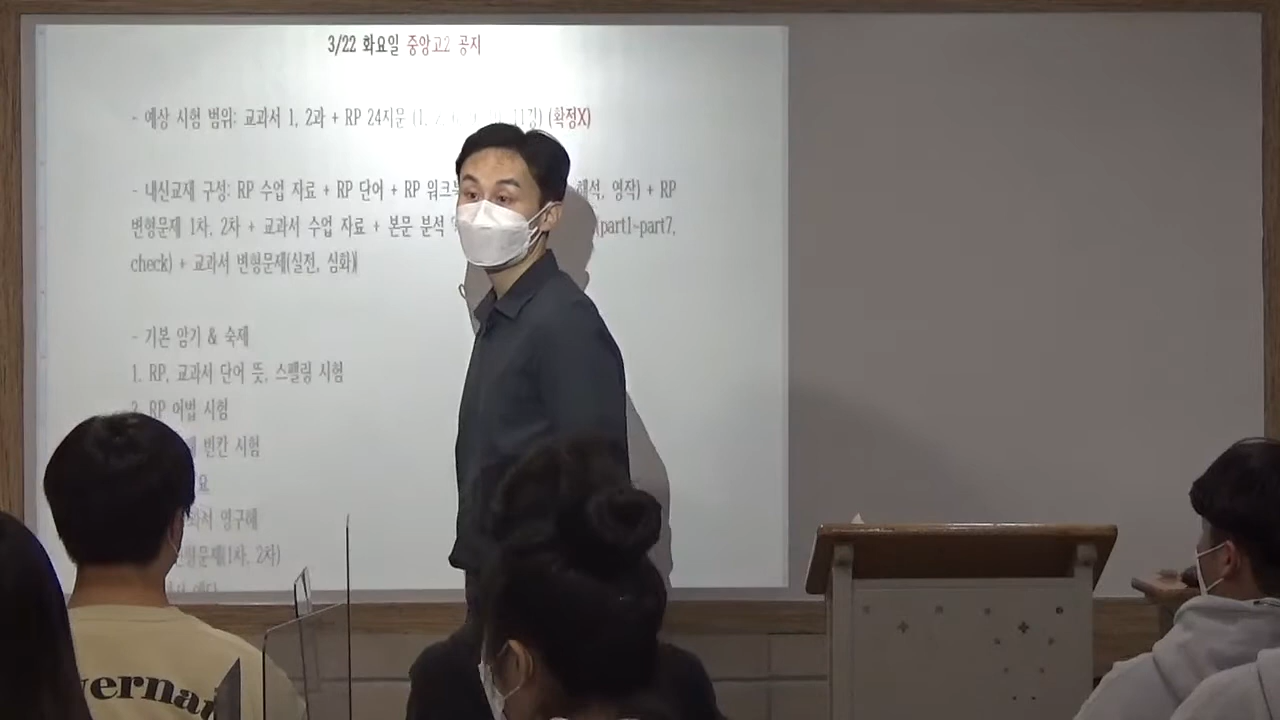 3/22 화요일 중앙고2 공지
- 예상 시험 범위: 교과서 1, 2과 + RP 24지문 (1, 11강) (확정X)
- 내신교재 구성: RP 수업 자료 + RP 단어 + RP 해석, 영작) + RP
변형문제 1차, 2차 + 교과서 수업 자료 + 본문 분석 (part1~part7,
check) + 교과서 변형문제(실전, 심화)
- 기본 암기 & 숙제
1. RP, 교과서 단어 뜻, 스펠링 시험
2. RP 어법 시험
빈칸 시험
영구해
변형문제(1차, 2차)